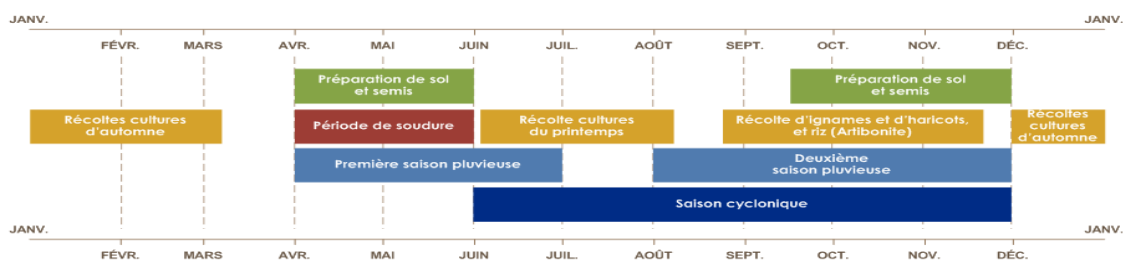 JANV. JANV.
FÉVR. MARS AVR. MAI JUIN JUIL. AOÛT SEPT. OCT. NOV. DÉC.
Préparation de sol
et semis
Préparation de sol
et semis
Récoltes cultures
d'automne
Période de soudure
Récolte cultures
du printemps
Récolte d'ignames et d'haricots,
et riz (Artibonite)
Récoltes
cultures
d'automne
Première saison pluvieuse
Deuxième
saison pluvieuse
Saison cyclonique
JANV. JANV.
FÉVR. MARS AVR. MAI JUIN JUIL. AOÛT SEPT. OCT. NOV. DÉC.